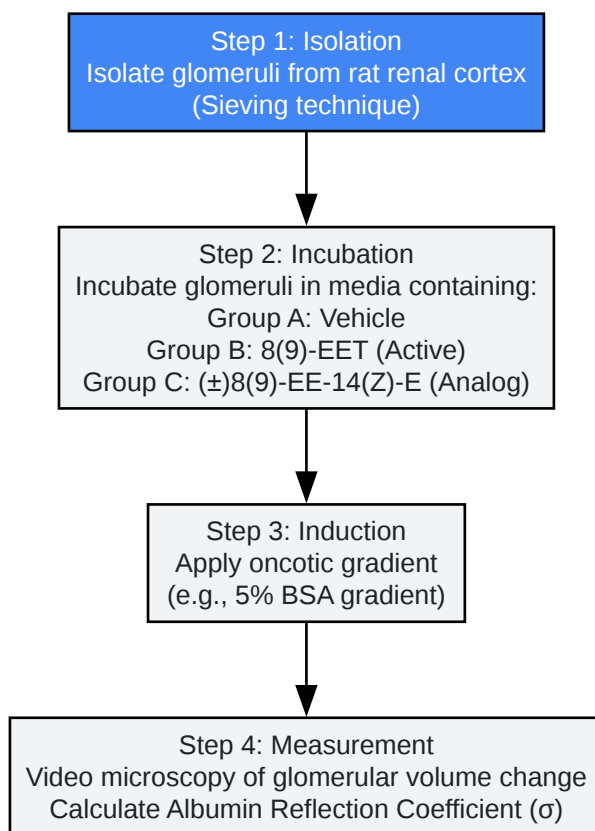 Step 1: Isolation
Isolate glomeruli from rat renal cortex
(Sieving technique)
Step 2: Incubation
Incubate glomeruli in media containing:
Group A: Vehicle
Group B: 8(9)-EET (Active)
Group C: (±)8(9)-EE-14(Z)-E (Analog)
Step 3: Induction
Apply oncotic gradient
(e.g., 5% BSA gradient)
Step 4: Measurement
Video microscopy of glomerular volume change
Calculate Albumin Reflection Coefficient (σ)